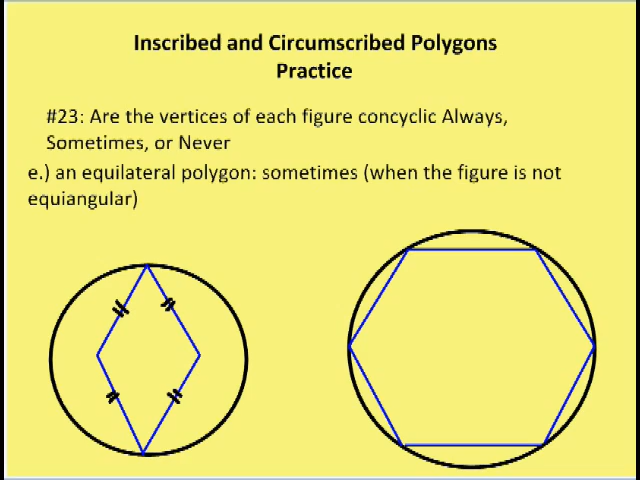 Inscribed and Circumscribed Polygons
Practice
#23: Are the vertices of each figure concyclic Always,
Sometimes, or Never
e.) an equilateral polygon: sometimes (when the figure is not
equiangular)